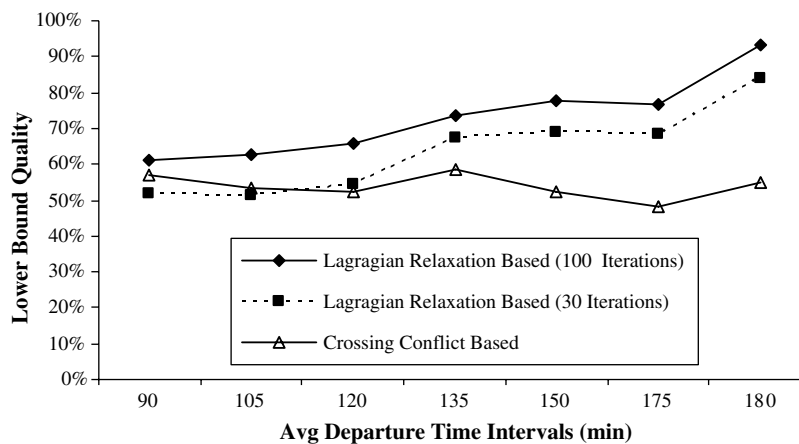 100%
90%
80%
70%
60%
50%
40%
30%
20%
10%
0%
Lower Bound Quality
Lagragian Relaxation Based (100 Iterations)
Lagragian Relaxation Based (30 Iterations)
Crossing Conflict Based
90 105 120 135 150 175 180
Avg Departure Time Intervals (min)